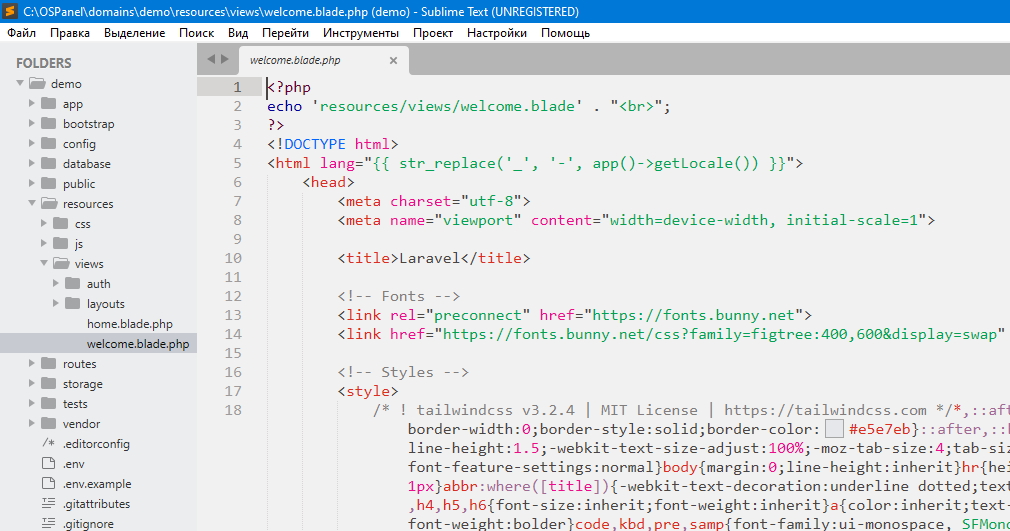 C:\OSPanel\domains\demo\resources\views\welcome.blade.php (demo) - Sublime Text (UNREGISTERED)
Файл Правка Выделение Поиск Вид Перейти Инструменты Проект Настройки Помощь
FOLDERS
demo
app
bootstrap
config
database
public
resources
css
js
views
auth
layouts
home.blade.php
welcome.blade.php
routes
storage
tests
vendor
/* .editorconfig
.env
.env.example
.gitattributes
.gitignore
welcome.blade.php ×
1 <?php
2 echo 'resources/views/welcome.blade' . "<br>";
3 ?>
4 <!DOCTYPE html>
5 <html lang="{{ str_replace('_', '-', app()->getLocale()) }}">
6 <head>
7 <meta charset="utf-8">
8 <meta name="viewport" content="width=device-width, initial-scale=1">
9
10 <title>Laravel</title>
11
12 <!-- Fonts -->
13 <link rel="preconnect" href="https://fonts.bunny.net">
14 <link href="https://fonts.bunny.net/css?family=figtree:400,600&display=swap"
15
16 <!-- Styles -->
17 <style>
18 /* ! tailwindcss v3.2.4 | MIT License | https://tailwindcss.com */*,::af
border-width:0;border-style:solid;border-color: #e5e7eb}::after,::
line-height:1.5;-webkit-text-size-adjust:100%;-moz-tab-size:4;tab-si
font-feature-settings:normal}body{margin:0;line-height:inherit}hr{hei
1px}abbr:where([title]){-webkit-text-decoration:underline dotted;text
,h4,h5,h6{font-size:inherit;font-weight:inherit}a{color:inherit;text-
font-weight:bolder}code,kbd,pre,samp{font-family:ui-monospace, SFMono